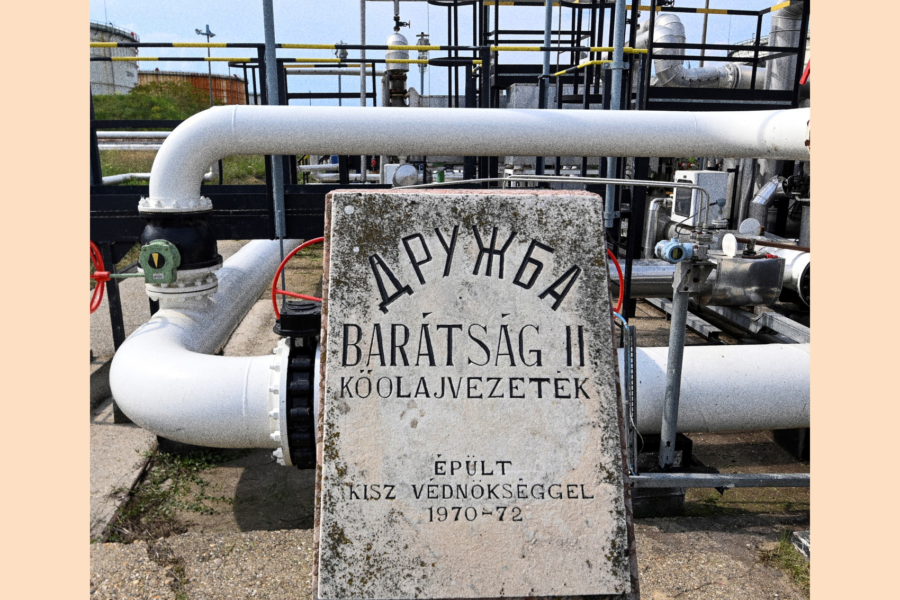 ДРУЖБА
BARÁTSÁG II
KŐOLAJVEZETÉK
ÉPÜLT
KISZ VÉDNÖKSÉGGEL
1970-72